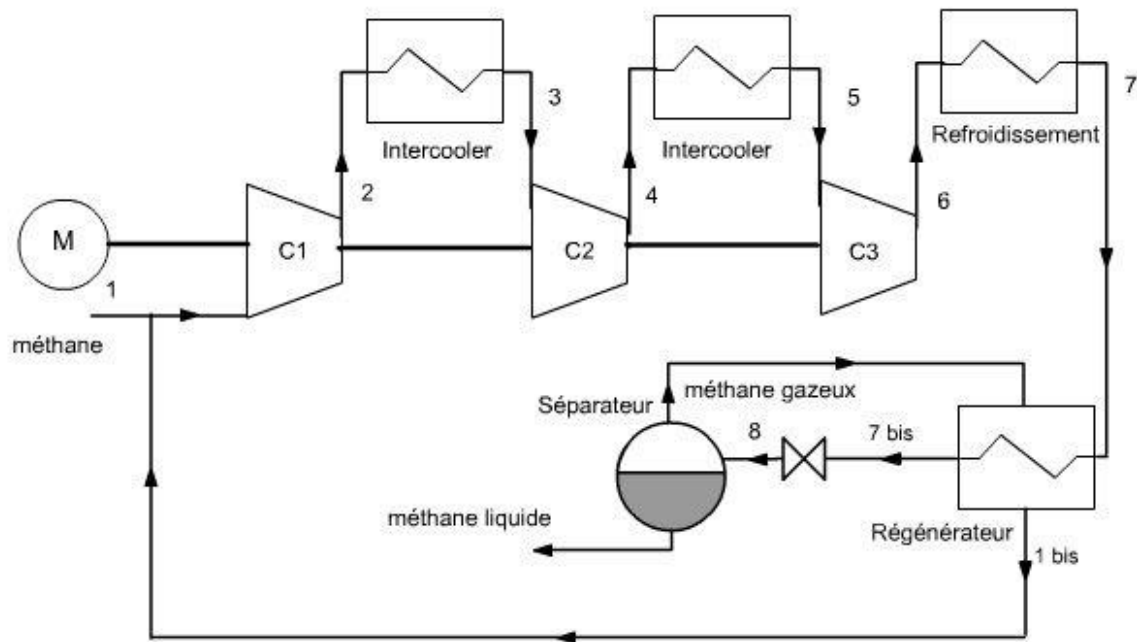 3
5
7
Intercooler
Intercooler
Refroidissement
2
4
6
M
C1
C2
C3
1
méthane
méthane gazeux
Séparateur
8
7 bis
méthane liquide
Régénérateur
1 bis